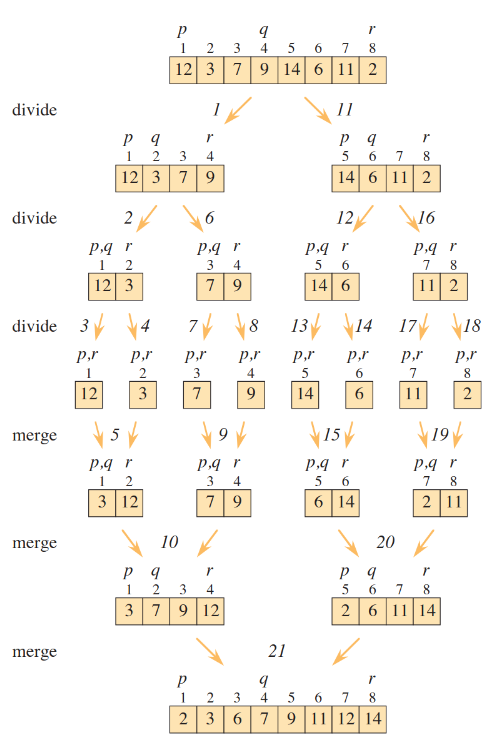 p q r
1 2 3 4 5 6 7 8
12 3 7 9 14 6 11 2
divide 1 11
p q r p q r
1 2 3 4 5 6 7 8
12 3 7 9 14 6 11 2
divide 2 6 12 16
p,q r p,q r p,q r p,q r
1 2 3 4 5 6 7 8
12 3 7 9 14 6 11 2
divide 3 4 7 8 13 14 17 18
p,r p,r p,r p,r p,r p,r p,r p,r
1 2 3 4 5 6 7 8
12 3 7 9 14 6 11 2
merge 5 9 15 19
p,q r p,q r p,q r p,q r
1 2 3 4 5 6 7 8
3 12 7 9 6 14 2 11
merge 10 20
p q r p q r
1 2 3 4 5 6 7 8
3 7 9 12 2 6 11 14
merge 21
p q r
1 2 3 4 5 6 7 8
2 3 6 7 9 11 12 14